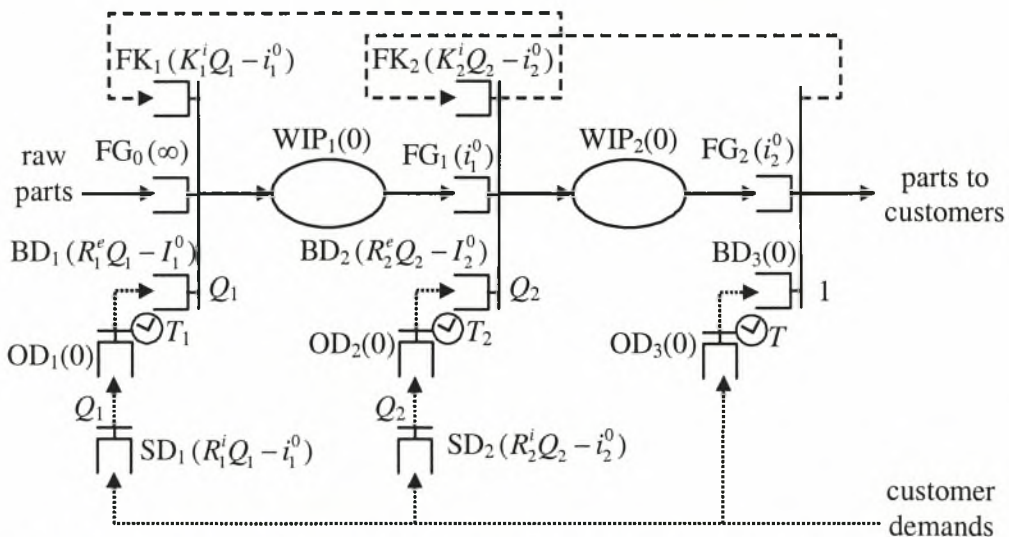 FK₁ (K₁ⁱQ₁ − i₁⁰)
FK₂ (K₂ⁱQ₂ − i₂⁰)
raw
parts
FG₀ (∞)
WIP₁(0)
FG₁ (i₁⁰)
WIP₂(0)
FG₂ (i₂⁰)
parts to
customers
BD₁ (R₁ᵉQ₁ − I₁⁰)
BD₂ (R₂ᵉQ₂ − I₂⁰)
BD₃(0)
Q₁
Q₂
1
OD₁(0)
T₁
OD₂(0)
T₂
OD₃(0)
T
Q₁
Q₂
SD₁ (R₁ⁱQ₁ − i₁⁰)
SD₂ (R₂ⁱQ₂ − i₂⁰)
customer
demands